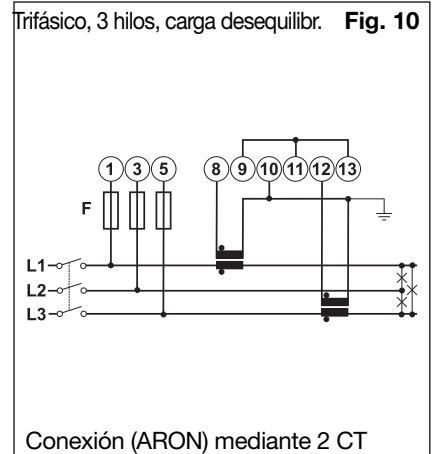 Trifásico, 3 hilos, carga desequilibr. Fig. 10
1 3 5 8 9 10 11 12 13
F
L1
L2
L3
Conexión (ARON) mediante 2 CT